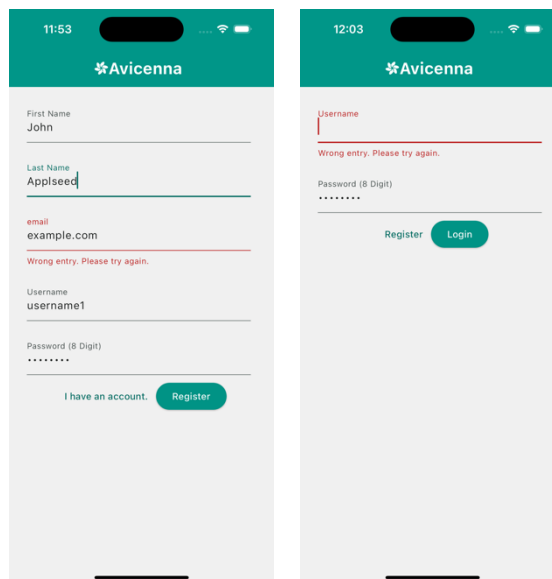 11:53
Avicenna
First Name
John
Last Name
Applseed
email
example.com
Wrong entry. Please try again.
Username
username1
Password (8 Digit)
••••••••
I have an account.
Register
12:03
Avicenna
Username
Wrong entry. Please try again.
Password (8 Digit)
••••••••
Register
Login